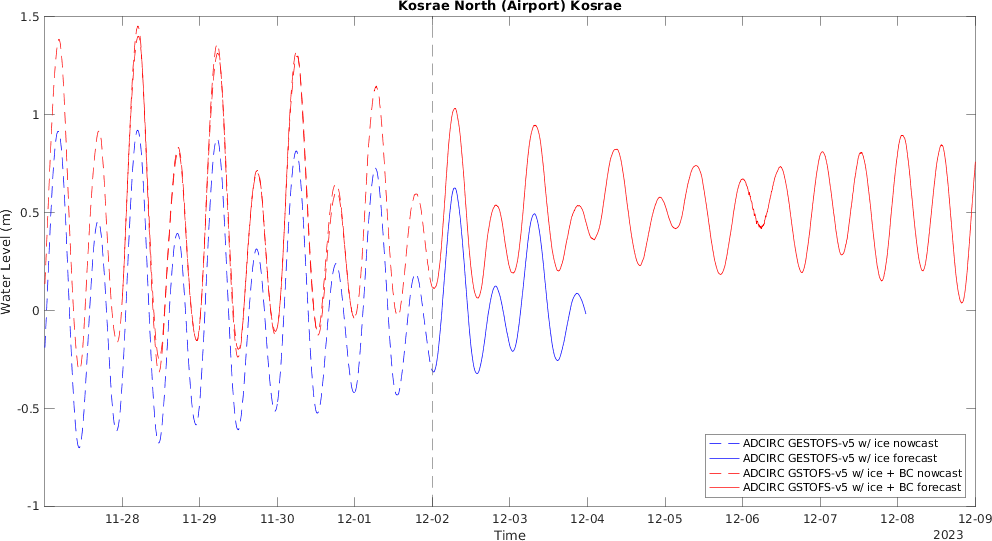 Kosrae North (Airport) Kosrae
1.5
1
0.5
0
-0.5
-1
Water Level (m)
ADCIRC GESTOFS-v5 w/ ice nowcast
ADCIRC GESTOFS-v5 w/ ice forecast
ADCIRC GSTOFS-v5 w/ ice + BC nowcast
ADCIRC GSTOFS-v5 w/ ice + BC forecast
11-28 11-29 11-30 12-01 12-02 12-03 12-04 12-05 12-06 12-07 12-08 12-09
Time
2023